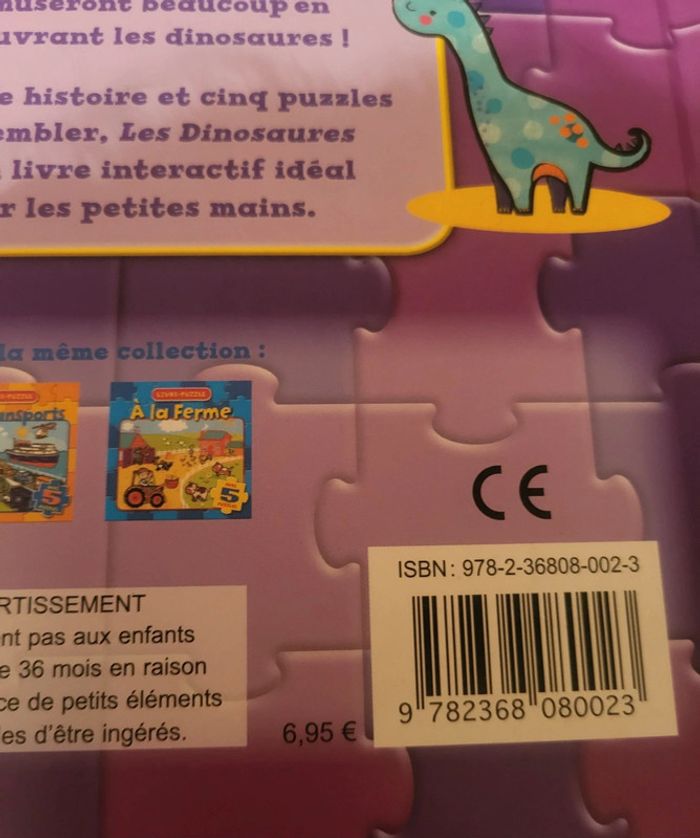 museront beaucoup en
uvrant les dinosaures !
e histoire et cinq puzzles
embler, Les Dinosaures
livre interactif idéal
r les petites mains.
la même collection :
ansports
5
LIVRE-PUZZLE
À la Ferme
5
PUZZLES
CE
ISBN : 978-2-36808-002-3
9 782368 080023
RTISSEMENT
nt pas aux enfants
e 36 mois en raison
ce de petits éléments
les d'être ingérés.
6,95 €